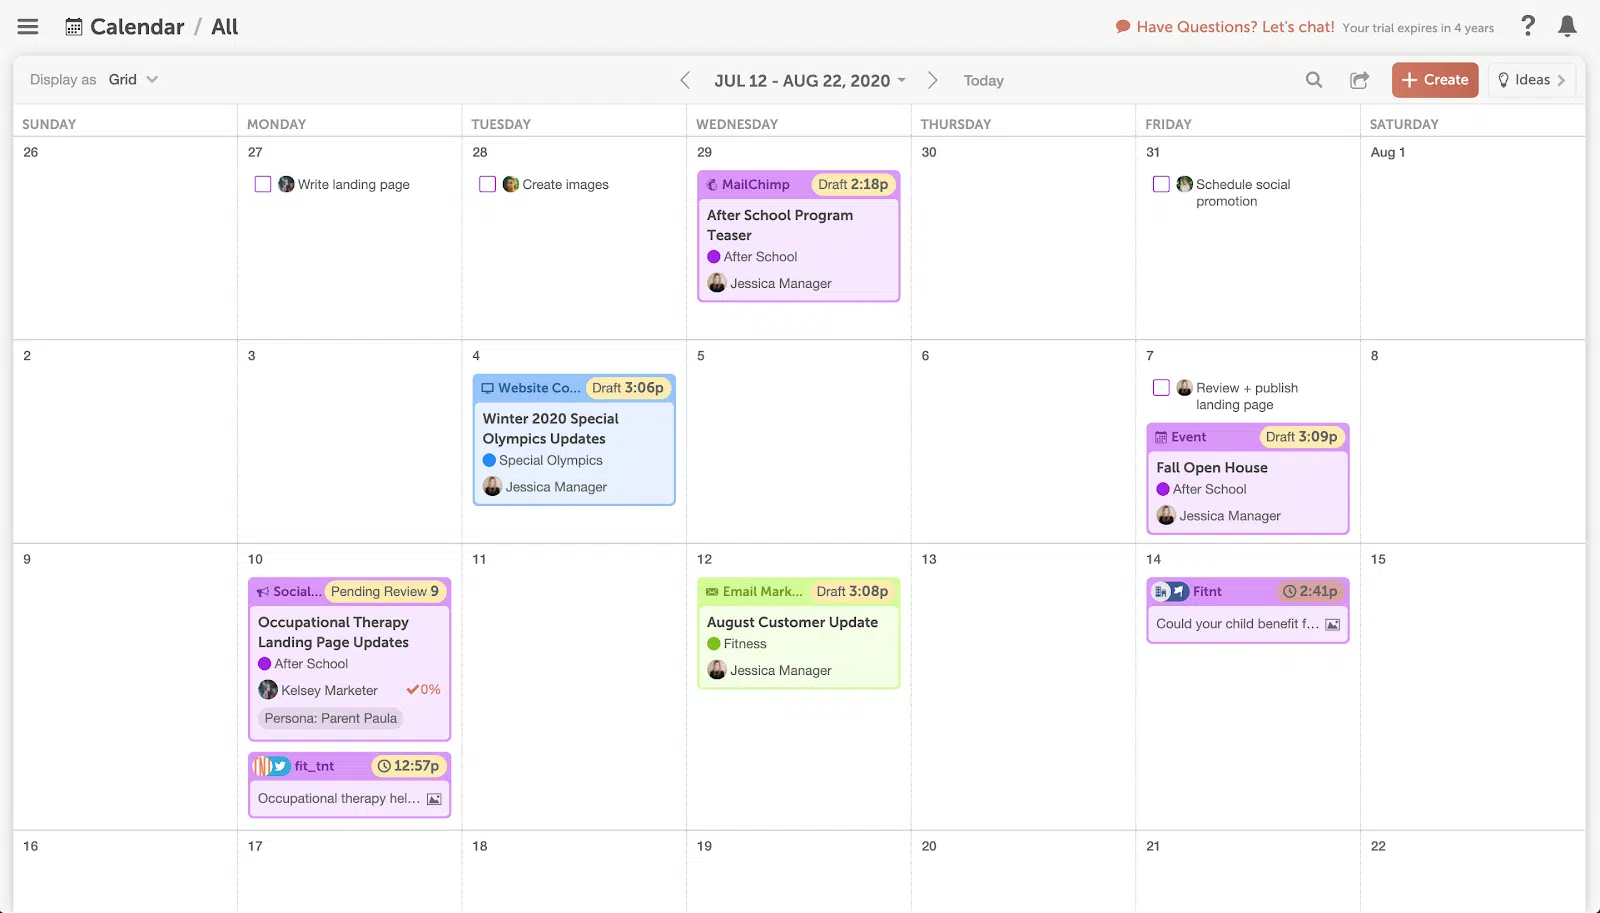 Calendar / All
Have Questions? Let's chat! Your trial expires in 4 years ?
Display as Grid
JUL 12 - AUG 22, 2020
Today
+ Create
Ideas
SUNDAY MONDAY TUESDAY WEDNESDAY THURSDAY FRIDAY SATURDAY
26
27
Write landing page
28
Create images
29
MailChimp Draft 2:18p
After School Program
Teaser
After School
Jessica Manager
30
31
Schedule social
promotion
Aug 1
2
3
4
Website Co... Draft 3:06p
Winter 2020 Special
Olympics Updates
Special Olympics
Jessica Manager
5
6
7
Review + publish
landing page
Event Draft 3:09p
Fall Open House
After School
Jessica Manager
8
9
10
Social... Pending Review 9
Occupational Therapy
Landing Page Updates
After School
Kelsey Marketer 0%
Persona: Parent Paula
fit_tnt 12:57p
Occupational therapy hel...
11
12
Email Mark... Draft 3:08p
August Customer Update
Fitness
Jessica Manager
13
14
Fitnt 2:41p
Could your child benefit f...
15
16
17
18
19
20
21
22